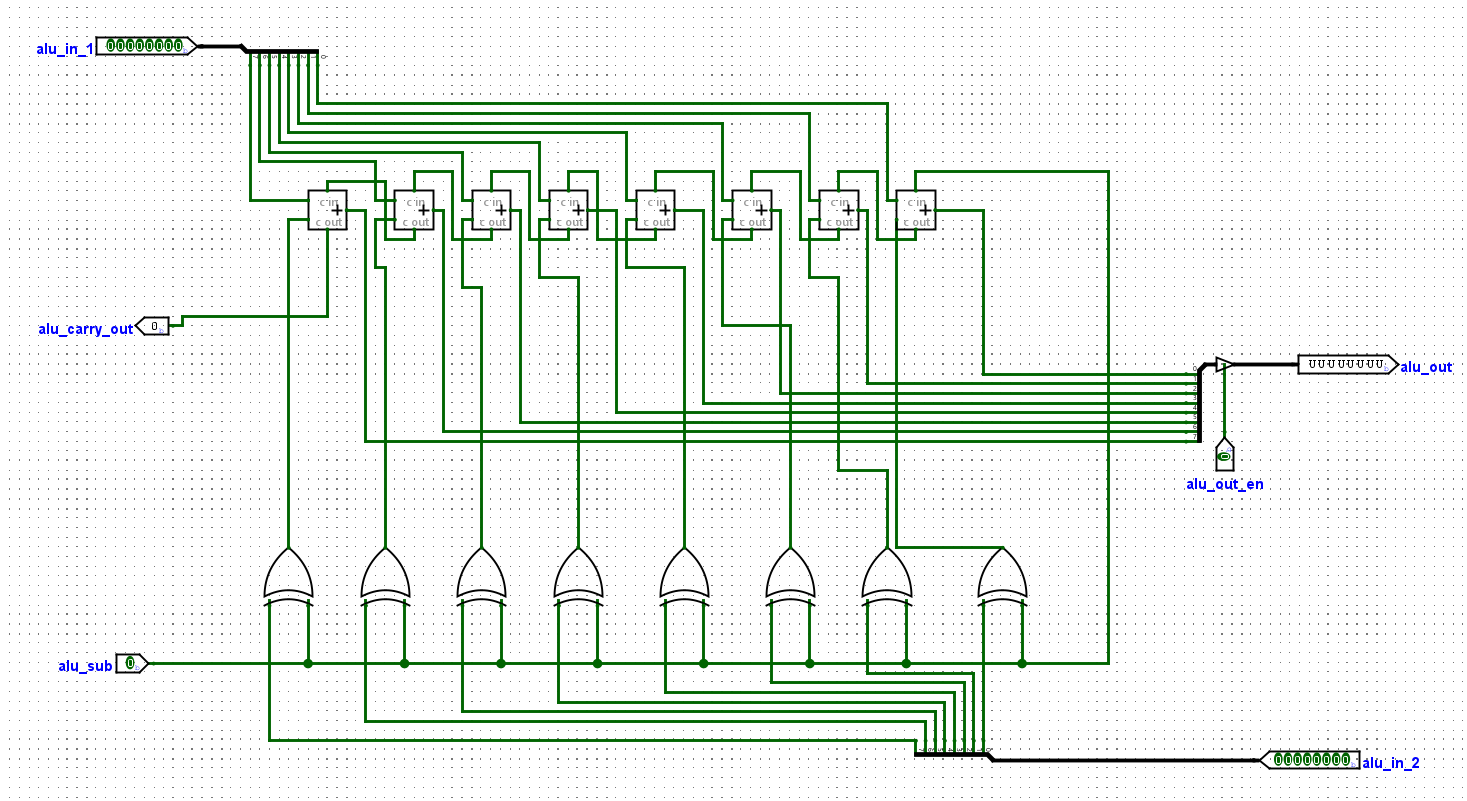 alu_in_1 00000000
c in c in c in c in c in c in c in c in
c out c out c out c out c out c out c out c out
alu_carry_out 0
UUUUUUUU alu_out
0
alu_out_en
alu_sub 0
00000000 alu_in_2